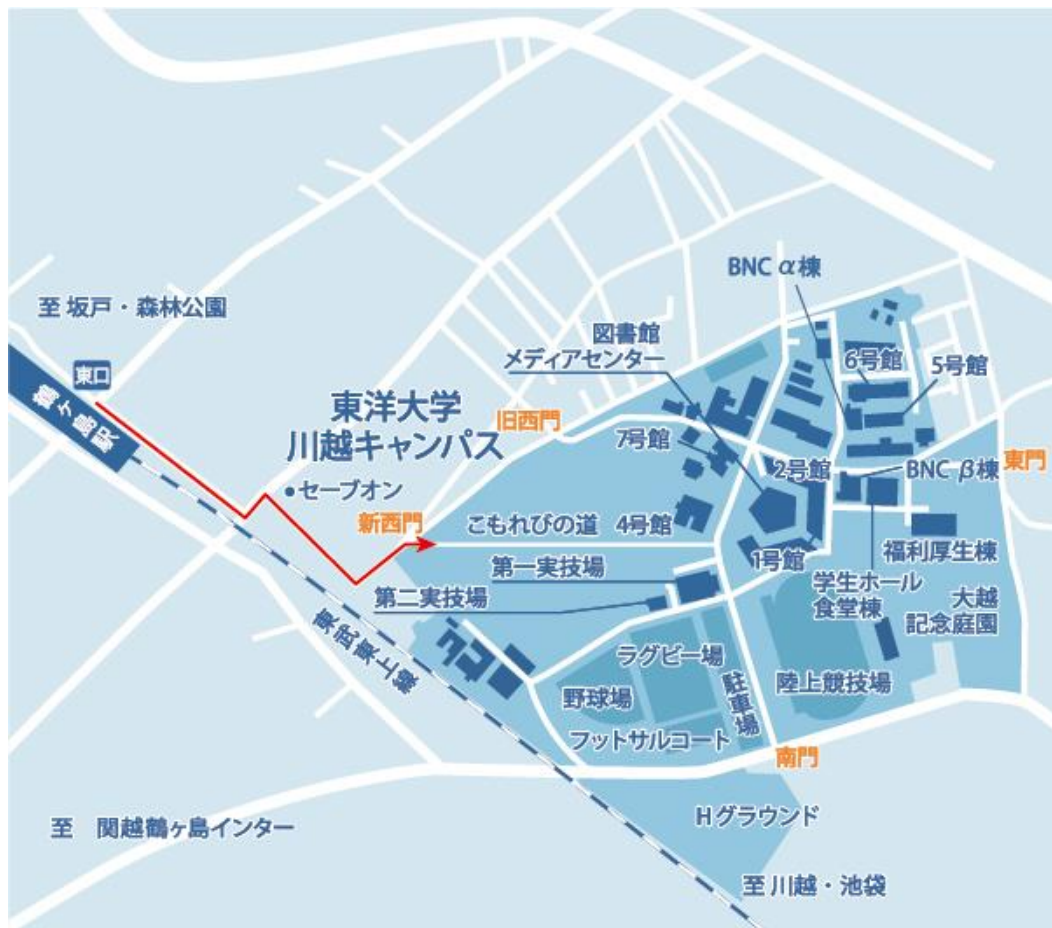 BNC α棟
至 坂戸・森林公園
図書館
メディアセンター
6号館
5号館
東口
鶴ヶ島駅
東洋大学
川越キャンパス
旧西門
7号館
2号館
BNC β棟
東門
セーブオン
新西門
こもれびの道
4号館
1号館
福利厚生棟
第一実技場
学生ホール
食堂棟
第二実技場
大越
記念庭園
東武東上線
ラグビー場
野球場
駐車場
陸上競技場
フットサルコート
南門
Hグラウンド
至 関越鶴ヶ島インター
至 川越・池袋